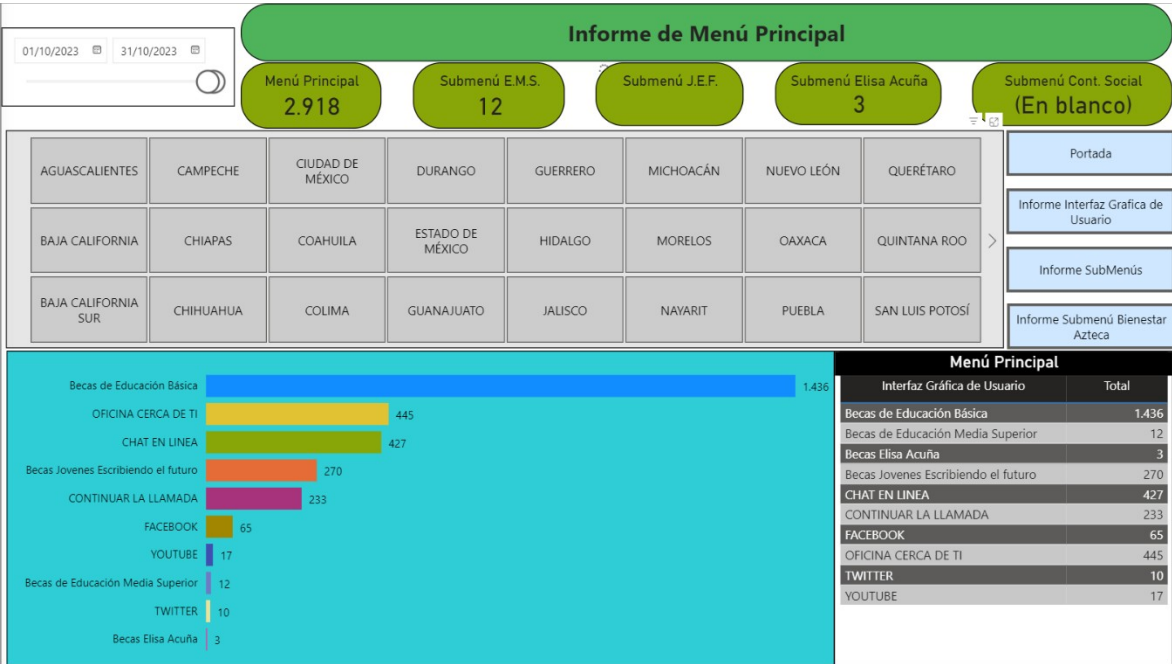 Informe de Menú Principal
01/10/2023 31/10/2023
Menú Principal
2.918
Submenú E.M.S.
12
Submenú J.E.F.
Submenú Elisa Acuña
3
Submenú Cont. Social
(En blanco)
AGUASCALIENTES
CAMPECHE
CIUDAD DE
MÉXICO
DURANGO
GUERRERO
MICHOACÁN
NUEVO LEÓN
QUERÉTARO
BAJA CALIFORNIA
CHIAPAS
COAHUILA
ESTADO DE
MÉXICO
HIDALGO
MORELOS
OAXACA
QUINTANA ROO
BAJA CALIFORNIA
SUR
CHIHUAHUA
COLIMA
GUANAJUATO
JALISCO
NAYARIT
PUEBLA
SAN LUIS POTOSÍ
Portada
Informe Interfaz Grafica de
Usuario
Informe SubMenús
Informe Submenú Bienestar
Azteca
Becas de Educación Básica 1.436
OFICINA CERCA DE TI 445
CHAT EN LINEA 427
Becas Jovenes Escribiendo el futuro 270
CONTINUAR LA LLAMADA 233
FACEBOOK 65
YOUTUBE 17
Becas de Educación Media Superior 12
TWITTER 10
Becas Elisa Acuña 3
Menú Principal
Interfaz Gráfica de Usuario Total
Becas de Educación Básica 1.436
Becas de Educación Media Superior 12
Becas Elisa Acuña 3
Becas Jovenes Escribiendo el futuro 270
CHAT EN LINEA 427
CONTINUAR LA LLAMADA 233
FACEBOOK 65
OFICINA CERCA DE TI 445
TWITTER 10
YOUTUBE 17